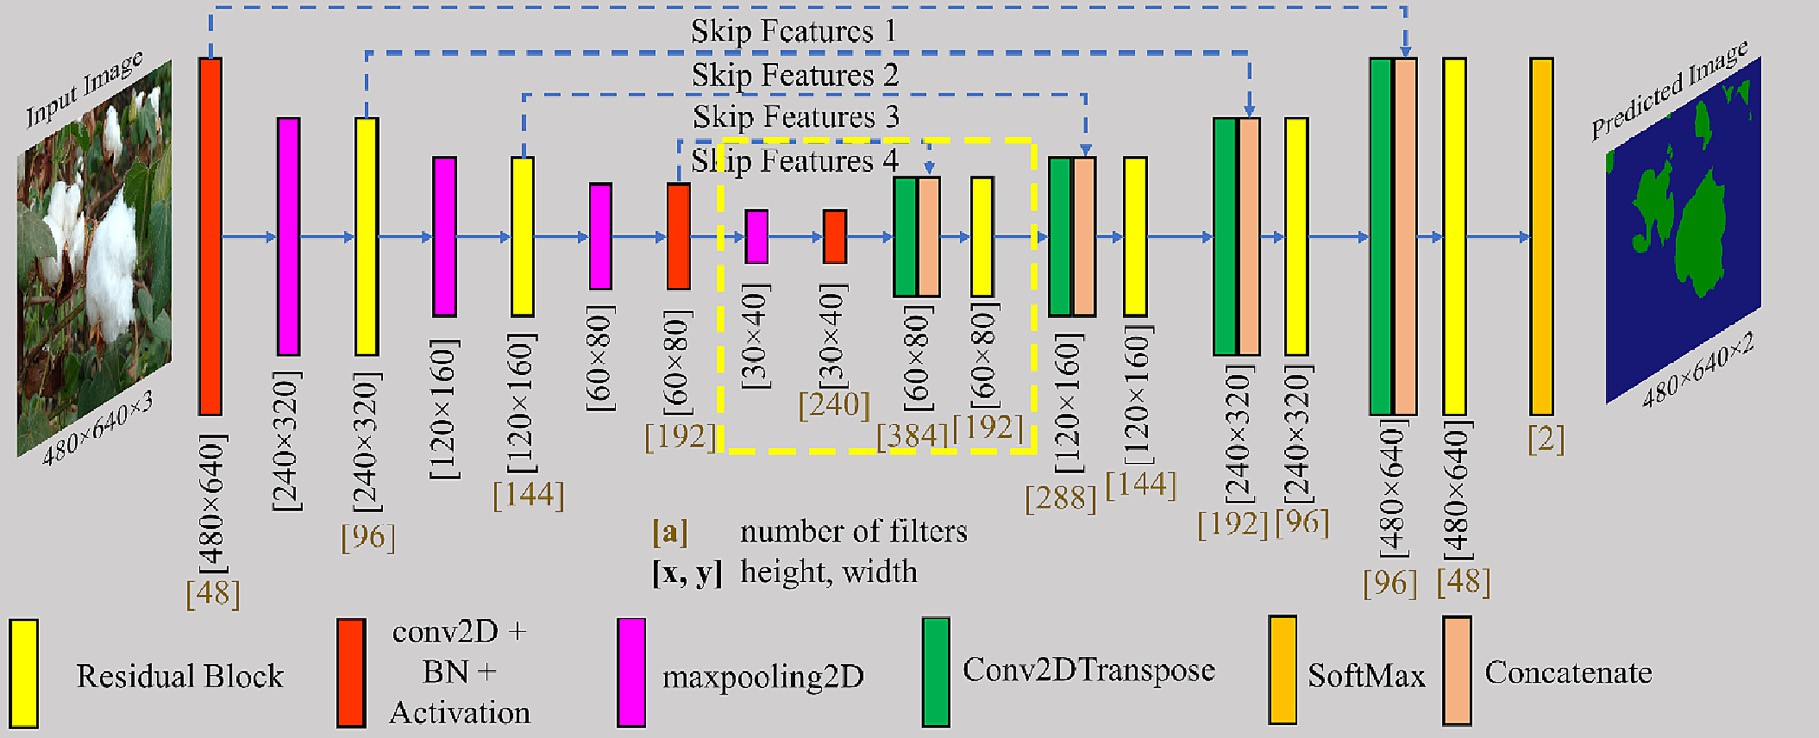 Skip Features 1
Skip Features 2
Skip Features 3
Skip Features 4
Input Image
480×640×3
Predicted Image
480×640×2
[480×640]
[48]
[240×320]
[240×320]
[96]
[120×160]
[120×160]
[144]
[60×80]
[60×80]
[192]
[30×40]
[30×40]
[240]
[60×80]
[384]
[60×80]
[192]
[120×160]
[288]
[120×160]
[144]
[240×320]
[192]
[240×320]
[96]
[480×640]
[96]
[480×640]
[48]
[2]
[a] number of filters
[x, y] height, width
Residual Block
conv2D +
BN +
Activation
maxpooling2D
Conv2DTranspose
SoftMax
Concatenate